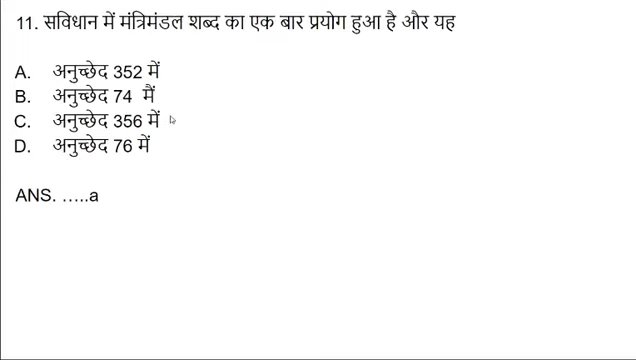 11. सविधान में मंत्रिमंडल शब्द का एक बार प्रयोग हुआ है और यह
A. अनुच्छेद 352 में
B. अनुच्छेद 74 मैं
C. अनुच्छेद 356 में
D. अनुच्छेद 76 में
ANS. .....a